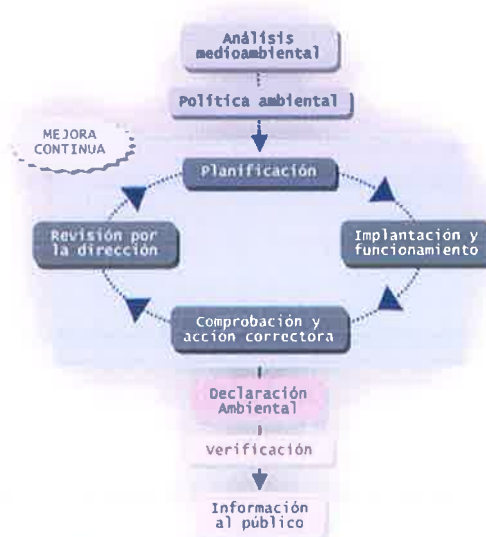 Análisis
medioambiental
Política ambiental
MEJORA
CONTINUA
Planificación
Revisión por
la dirección
Implantación y
funcionamiento
Comprobación y
acción correctora
Declaración
Ambiental
Verificación
Información
al público